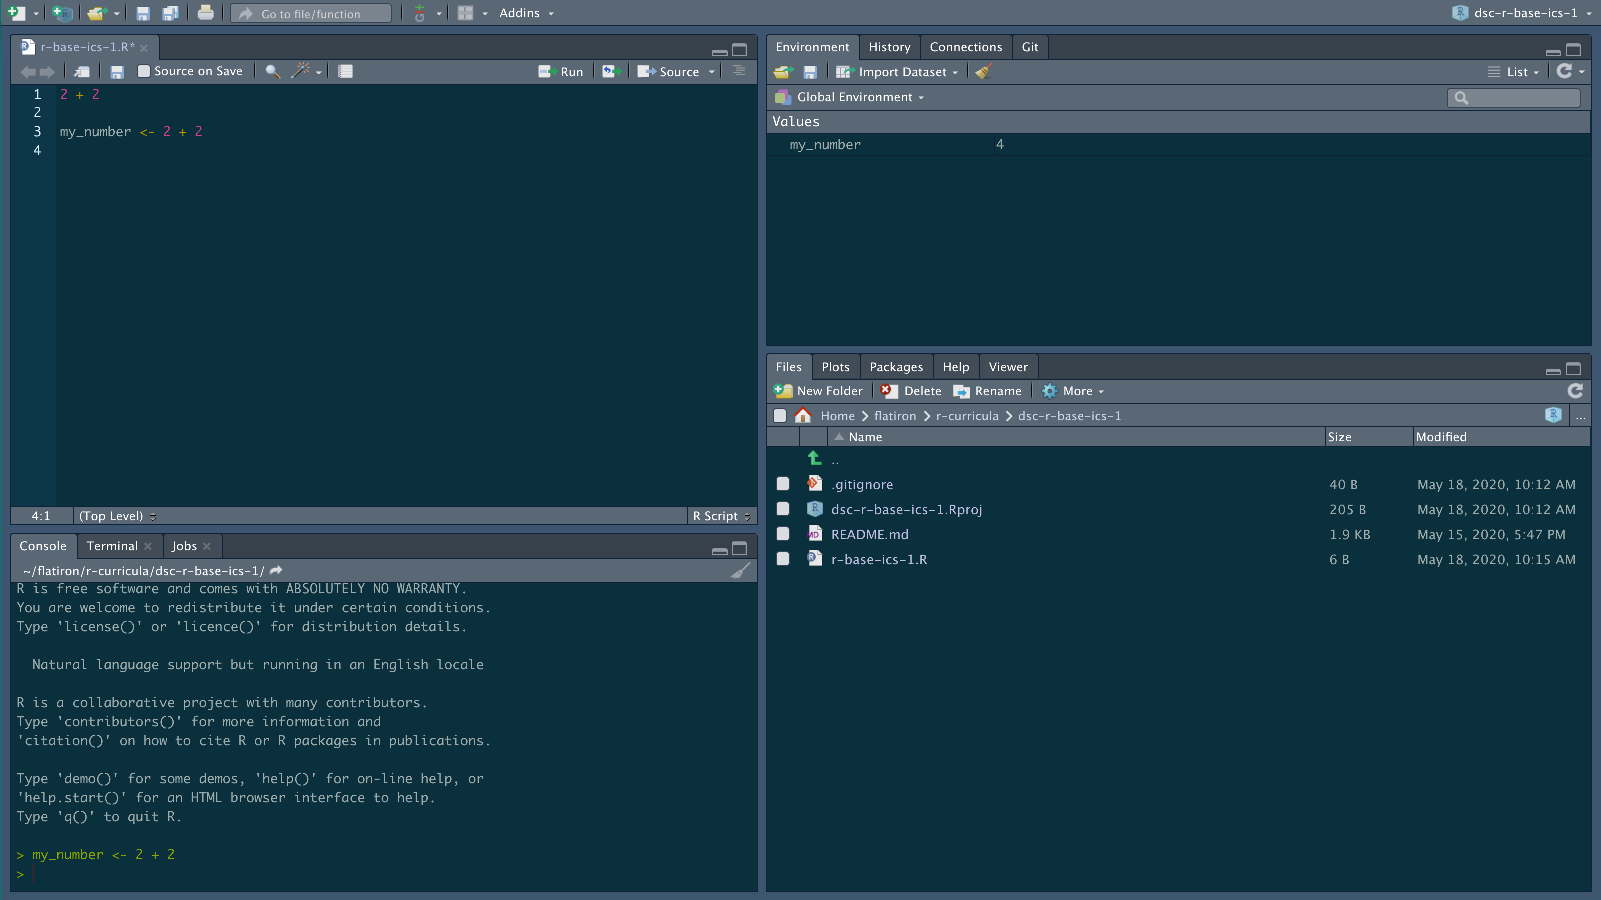 Go to file/function
Addins
dsc-r-base-ics-1
r-base-ics-1.R*
Source on Save
Run
Source
1 2 + 2
2
3 my_number <- 2 + 2
4
4:1
(Top Level)
R Script
Console
Terminal
Jobs
~/flatiron/r-curricula/dsc-r-base-ics-1/
R is free software and comes with ABSOLUTELY NO WARRANTY.
You are welcome to redistribute it under certain conditions.
Type 'license()' or 'licence()' for distribution details.
Natural language support but running in an English locale
R is a collaborative project with many contributors.
Type 'contributors()' for more information and
'citation()' on how to cite R or R packages in publications.
Type 'demo()' for some demos, 'help()' for on-line help, or
'help.start()' for an HTML browser interface to help.
Type 'q()' to quit R.
> my_number <- 2 + 2
>
Environment
History
Connections
Git
Import Dataset
List
Global Environment
Values
my_number 4
Files
Plots
Packages
Help
Viewer
New Folder
Delete
Rename
More
Home
flatiron
r-curricula
dsc-r-base-ics-1
...
Name Size Modified
..
.gitignore 40 B May 18, 2020, 10:12 AM
dsc-r-base-ics-1.Rproj 205 B May 18, 2020, 10:12 AM
README.md 1.9 KB May 15, 2020, 5:47 PM
r-base-ics-1.R 6 B May 18, 2020, 10:15 AM